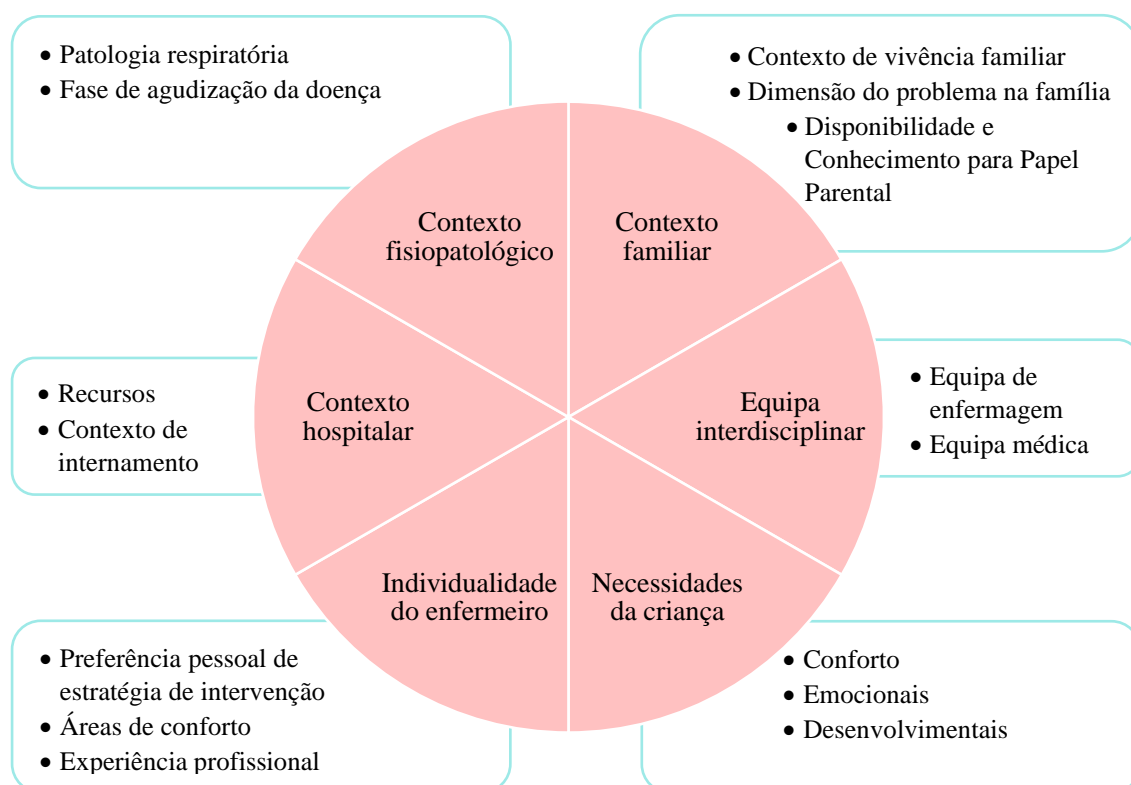 • Patologia respiratória
• Fase de agudização da doença
• Contexto de vivência familiar
• Dimensão do problema na família
• Disponibilidade e
Conhecimento para Papel
Parental
Contexto
fisiopatológico
Contexto
familiar
• Recursos
• Contexto de
internamento
Contexto
hospitalar
Equipa
interdisciplinar
• Equipa de
enfermagem
• Equipa médica
Individualidade
do enfermeiro
Necessidades
da criança
• Preferência pessoal de
estratégia de intervenção
• Áreas de conforto
• Experiência profissional
• Conforto
• Emocionais
• Desenvolvimentais